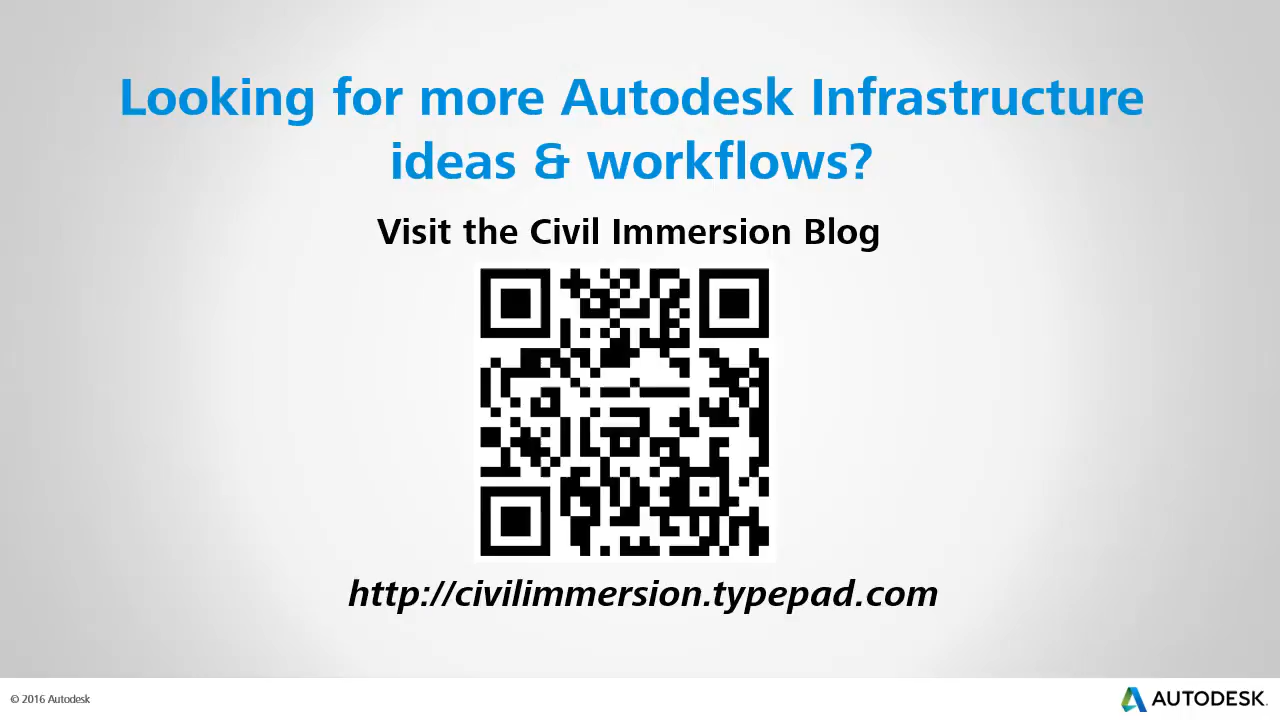 Looking for more Autodesk Infrastructure
ideas & workflows?
Visit the Civil Immersion Blog
http://civilimmersion.typepad.com
© 2016 Autodesk
AUTODESK.